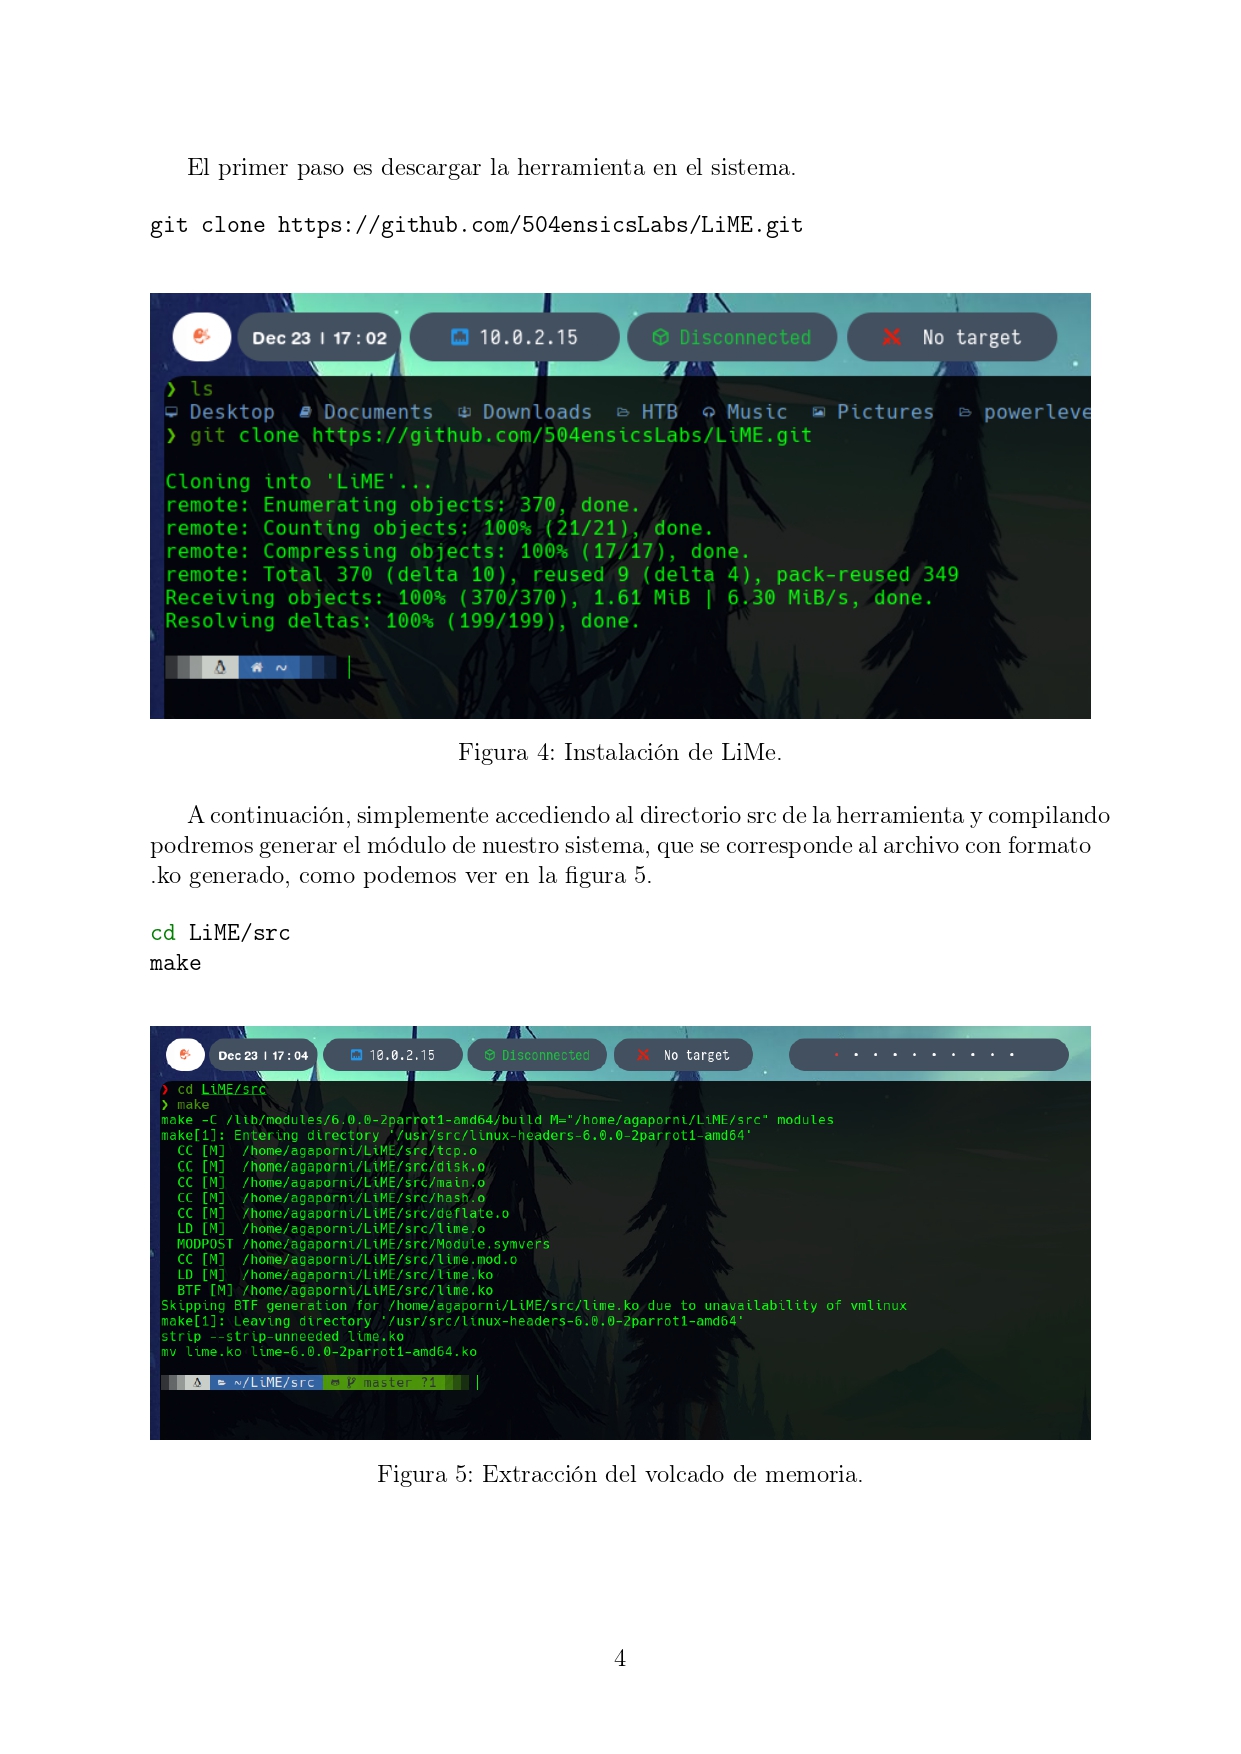 El primer paso es descargar la herramienta en el sistema.
git clone https://github.com/504ensicsLabs/LiME.git
Dec 23 | 17:02 10.0.2.15 Disconnected No target
❯ ls
Desktop Documents Downloads HTB Music Pictures powerleve
❯ git clone https://github.com/504ensicsLabs/LiME.git
Cloning into 'LiME'...
remote: Enumerating objects: 370, done.
remote: Counting objects: 100% (21/21), done.
remote: Compressing objects: 100% (17/17), done.
remote: Total 370 (delta 10), reused 9 (delta 4), pack-reused 349
Receiving objects: 100% (370/370), 1.61 MiB | 6.30 MiB/s, done.
Resolving deltas: 100% (199/199), done.
~
Figura 4: Instalación de LiMe.
A continuación, simplemente accediendo al directorio src de la herramienta y compilando
podremos generar el módulo de nuestro sistema, que se corresponde al archivo con formato
.ko generado, como podemos ver en la figura 5.
cd LiME/src
make
Dec 23 | 17:04 10.0.2.15 Disconnected No target
❯ cd LiME/src
❯ make
make -C /lib/modules/6.0.0-2parrot1-amd64/build M="/home/agaporni/LiME/src" modules
make[1]: Entering directory '/usr/src/linux-headers-6.0.0-2parrot1-amd64'
CC [M] /home/agaporni/LiME/src/tcp.o
CC [M] /home/agaporni/LiME/src/disk.o
CC [M] /home/agaporni/LiME/src/main.o
CC [M] /home/agaporni/LiME/src/hash.o
CC [M] /home/agaporni/LiME/src/deflate.o
LD [M] /home/agaporni/LiME/src/lime.o
MODPOST /home/agaporni/LiME/src/Module.symvers
CC [M] /home/agaporni/LiME/src/lime.mod.o
LD [M] /home/agaporni/LiME/src/lime.ko
BTF [M] /home/agaporni/LiME/src/lime.ko
Skipping BTF generation for /home/agaporni/LiME/src/lime.ko due to unavailability of vmlinux
make[1]: Leaving directory '/usr/src/linux-headers-6.0.0-2parrot1-amd64'
strip --strip-unneeded lime.ko
mv lime.ko lime-6.0.0-2parrot1-amd64.ko
~/LiME/src master ?1
Figura 5: Extracción del volcado de memoria.
4